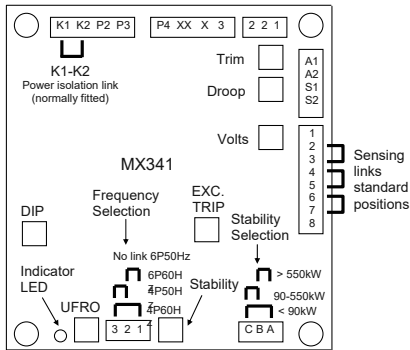 K1 K2 P2 P3
P4 XX X 3
2 2 1
K1-K2
Power isolation link
(normally fitted)
Trim
Droop
A1
A2
S1
S2
Volts
1
2
3
4
5
6
7
8
Sensing
links
standard
positions
MX341
Frequency
Selection
EXC.
TRIP
Stability
Selection
DIP
No link 6P50Hz
6P60H
Z
4P50H
Z
4P60H
Z
> 550kW
90-550kW
< 90kW
Indicator
LED
UFRO
Stability
3 2 1
C B A